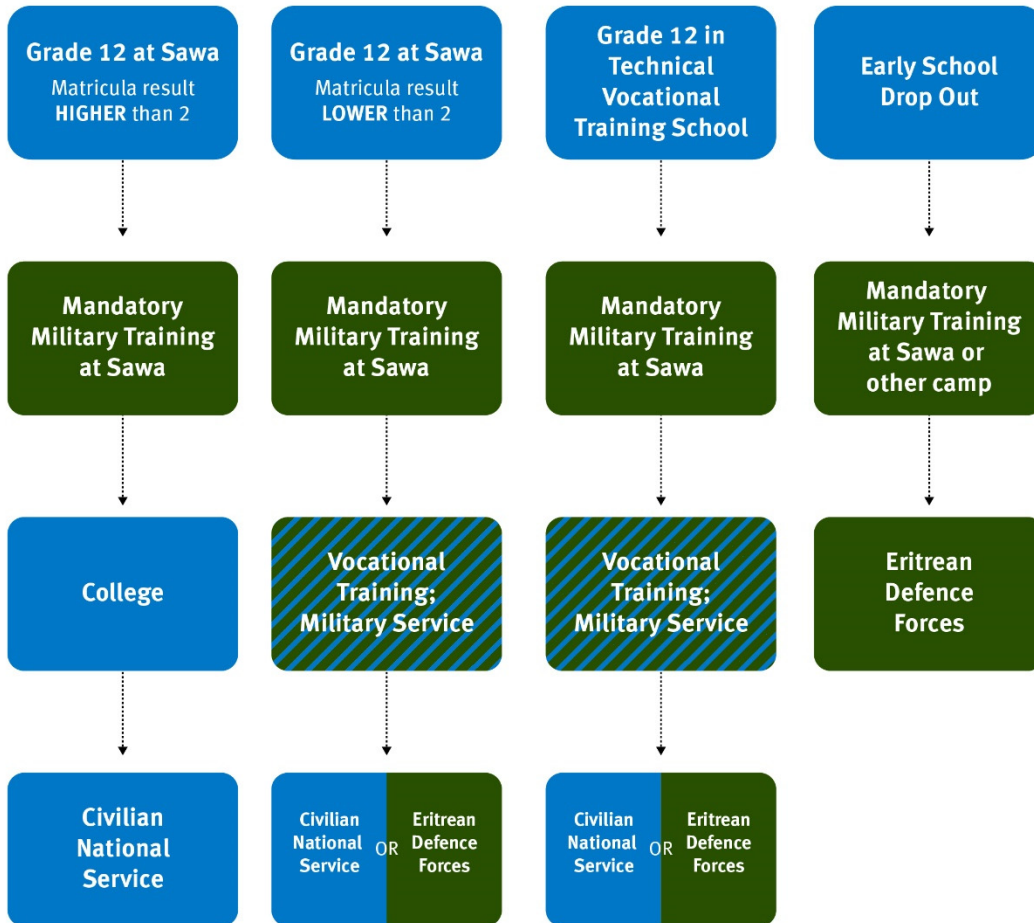 Grade 12 at Sawa
Matricula result
HIGHER than 2
Grade 12 at Sawa
Matricula result
LOWER than 2
Grade 12 in
Technical
Vocational
Training School
Early School
Drop Out
Mandatory
Military Training
at Sawa
Mandatory
Military Training
at Sawa
Mandatory
Military Training
at Sawa
Mandatory
Military Training
at Sawa or
other camp
College
Vocational
Training;
Military Service
Vocational
Training;
Military Service
Eritrean
Defence
Forces
Civilian
National
Service
Civilian
National
Service
OR
Eritrean
Defence
Forces
Civilian
National
Service
OR
Eritrean
Defence
Forces